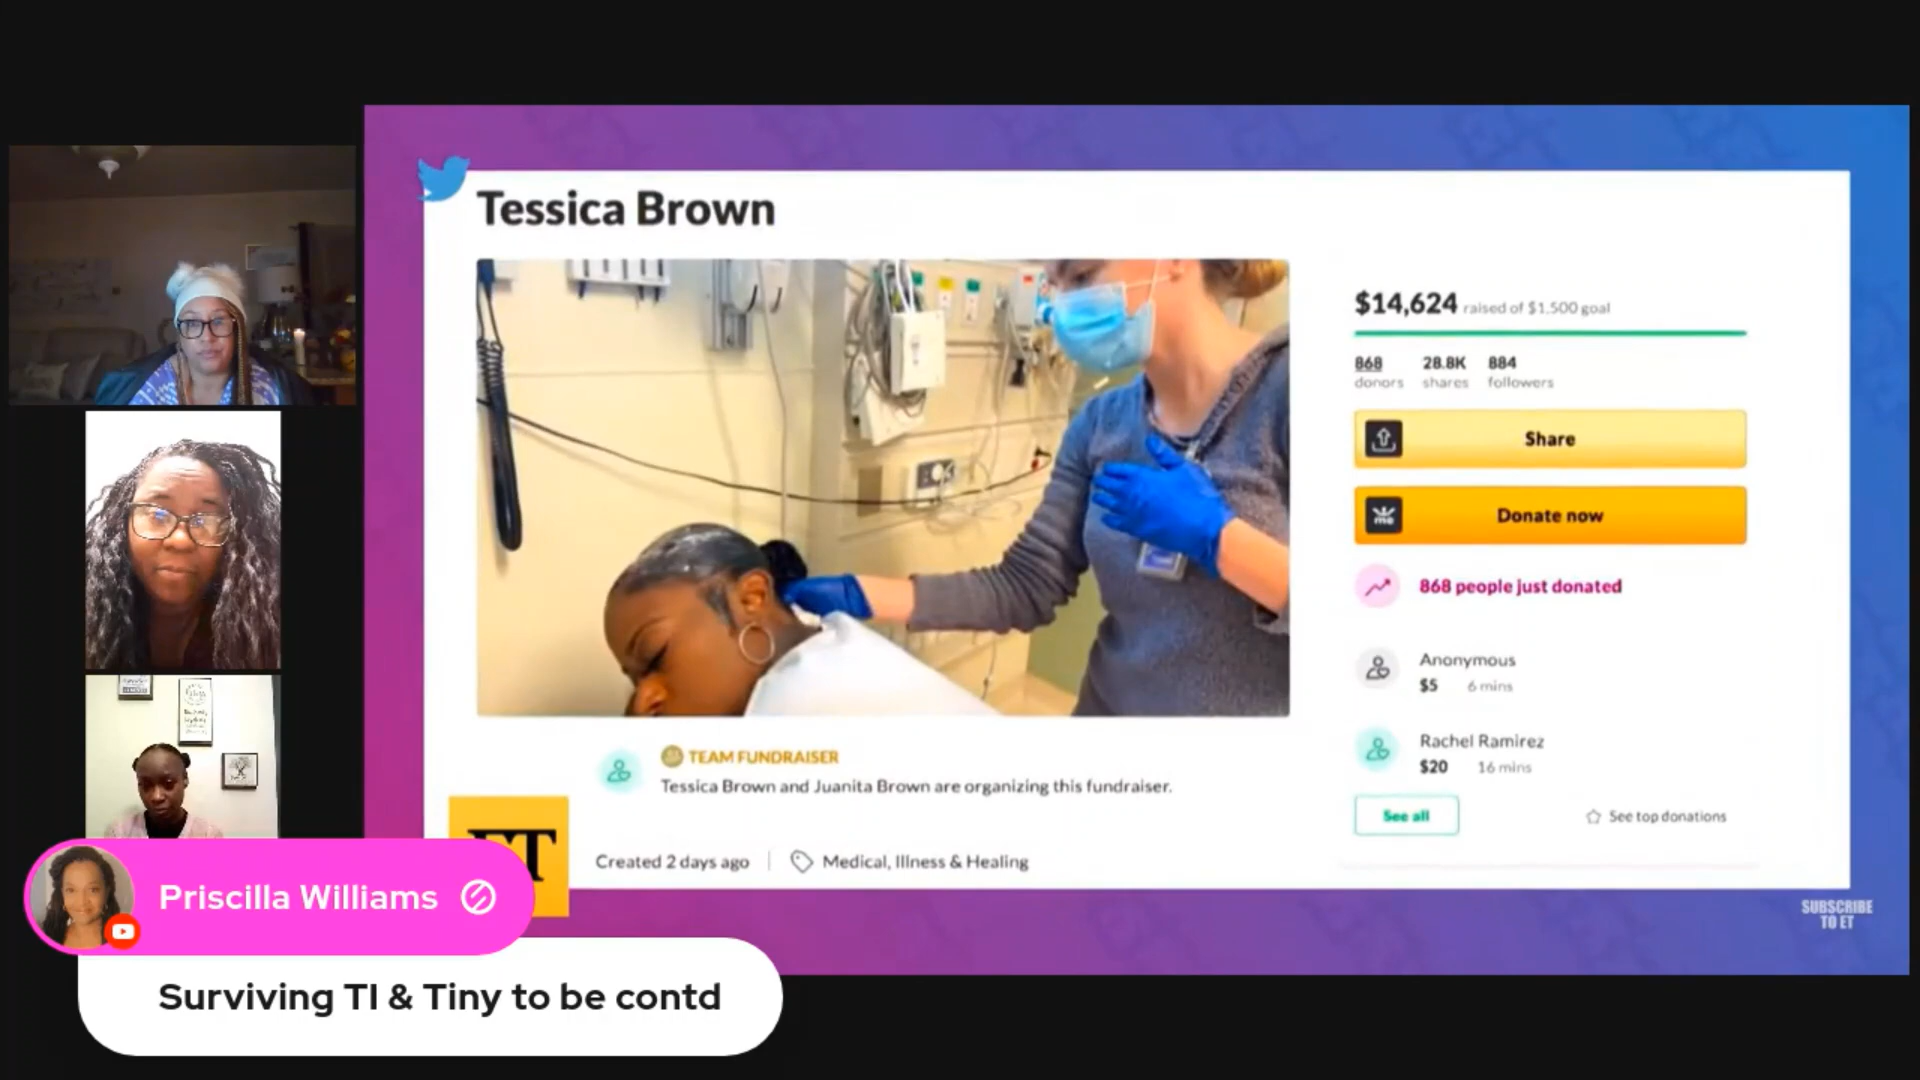 Tessica Brown
$14,624 raised of $1,500 goal
868 donors
28.8K shares
884 followers
Share
me
Donate now
868 people just donated
Anonymous
$5 6 mins
Rachel Ramirez
$20 16 mins
See all
See top donations
TEAM FUNDRAISER
Tessica Brown and Juanita Brown are organizing this fundraiser.
Created 2 days ago
Medical, Illness & Healing
SUBSCRIBE
TO ET
Priscilla Williams
Surviving TI & Tiny to be contd